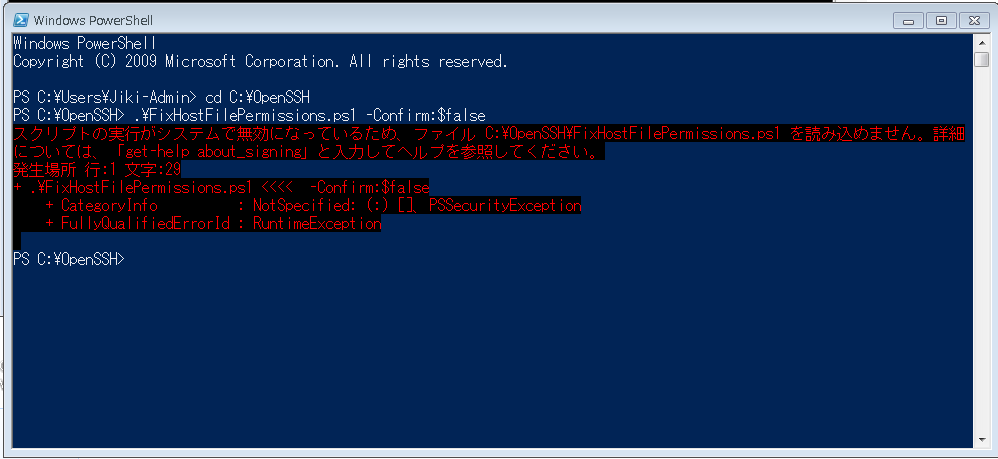 Windows PowerShell
Windows PowerShell
Copyright (C) 2009 Microsoft Corporation. All rights reserved.
PS C:¥Users¥Jiki-Admin> cd C:¥OpenSSH
PS C:¥OpenSSH> .¥FixHostFilePermissions.ps1 -Confirm:$false
スクリプトの実行がシステムで無効になっているため、ファイル C:¥OpenSSH¥FixHostFilePermissions.ps1 を読み込めません。詳細
については、「get-help about_signing」と入力してヘルプを参照してください。
発生場所 行:1 文字:29
+ .¥FixHostFilePermissions.ps1 <<<<  -Confirm:$false
    + CategoryInfo          : NotSpecified: (:) []、PSSecurityException
    + FullyQualifiedErrorId : RuntimeException
PS C:¥OpenSSH>